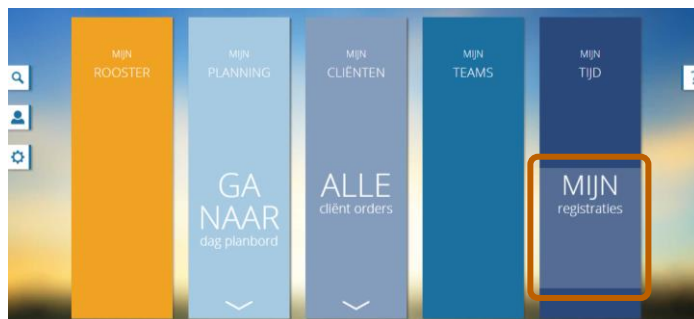 MIJN
ROOSTER
MIJN
PLANNING
GA
NAAR
dag planbord
MIJN
CLIËNTEN
ALLE
cliënt orders
MIJN
TEAMS
MIJN
TIJD
MIJN
registraties
?